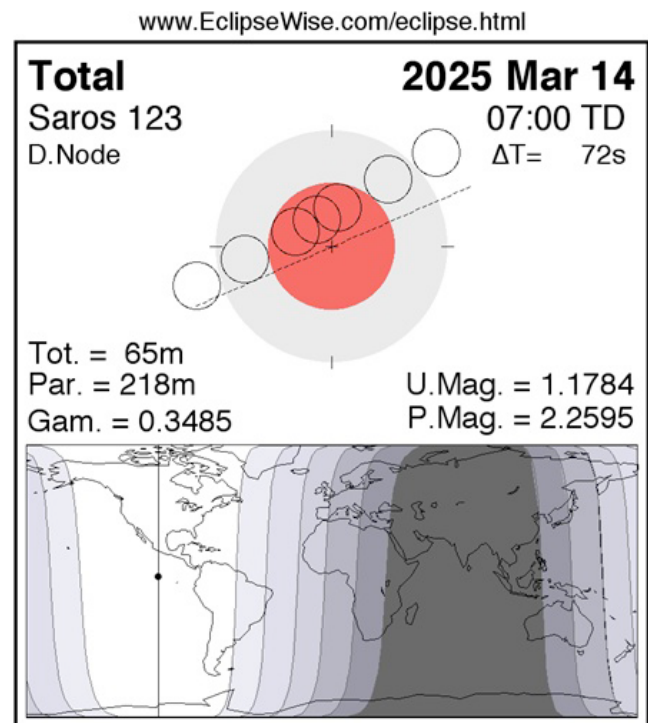 www.EclipseWise.com/eclipse.html
Total 2025 Mar 14
Saros 123 07:00 TD
D.Node ΔT= 72s
Tot. = 65m
Par. = 218m U.Mag. = 1.1784
Gam. = 0.3485 P.Mag. = 2.2595